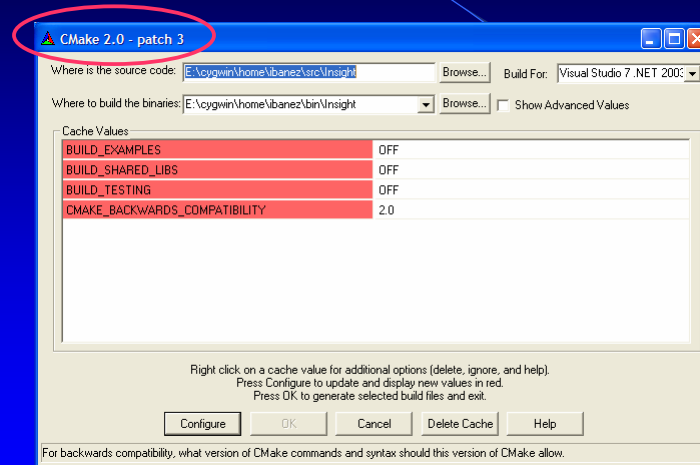 CMake 2.0 - patch 3
Where is the source code: E:\cygwin\home\ibanez\src\Insight Browse... Build For: Visual Studio 7 .NET 2003
Where to build the binaries: E:\cygwin\home\ibanez\bin\Insight Browse... Show Advanced Values
Cache Values
BUILD_EXAMPLES OFF
BUILD_SHARED_LIBS OFF
BUILD_TESTING OFF
CMAKE_BACKWARDS_COMPATIBILITY 2.0
Right click on a cache value for additional options (delete, ignore, and help).
Press Configure to update and display new values in red.
Press OK to generate selected build files and exit.
Configure OK Cancel Delete Cache Help
For backwards compatibility, what version of CMake commands and syntax should this version of CMake allow.